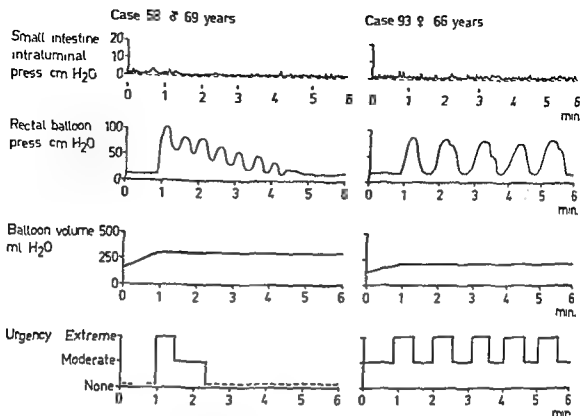 Case 58 ♂ 69 years
Case 93 ♀ 66 years
Small intestine
intraluminal
press cm H2O
20
10
0
0 1 2 3 4 5 6
0 1 2 3 4 5 6
min.
Rectal balloon
press cm H2O
100
50
0
0 1 2 3 4 5 6
0 1 2 3 4 5 6
min.
Balloon volume
ml H2O
500
250
0
0 1 2 3 4 5 6
0 1 2 3 4 5 6
min.
Urgency
Extreme
Moderate
None
0 1 2 3 4 5 6
0 1 2 3 4 5 6
min.